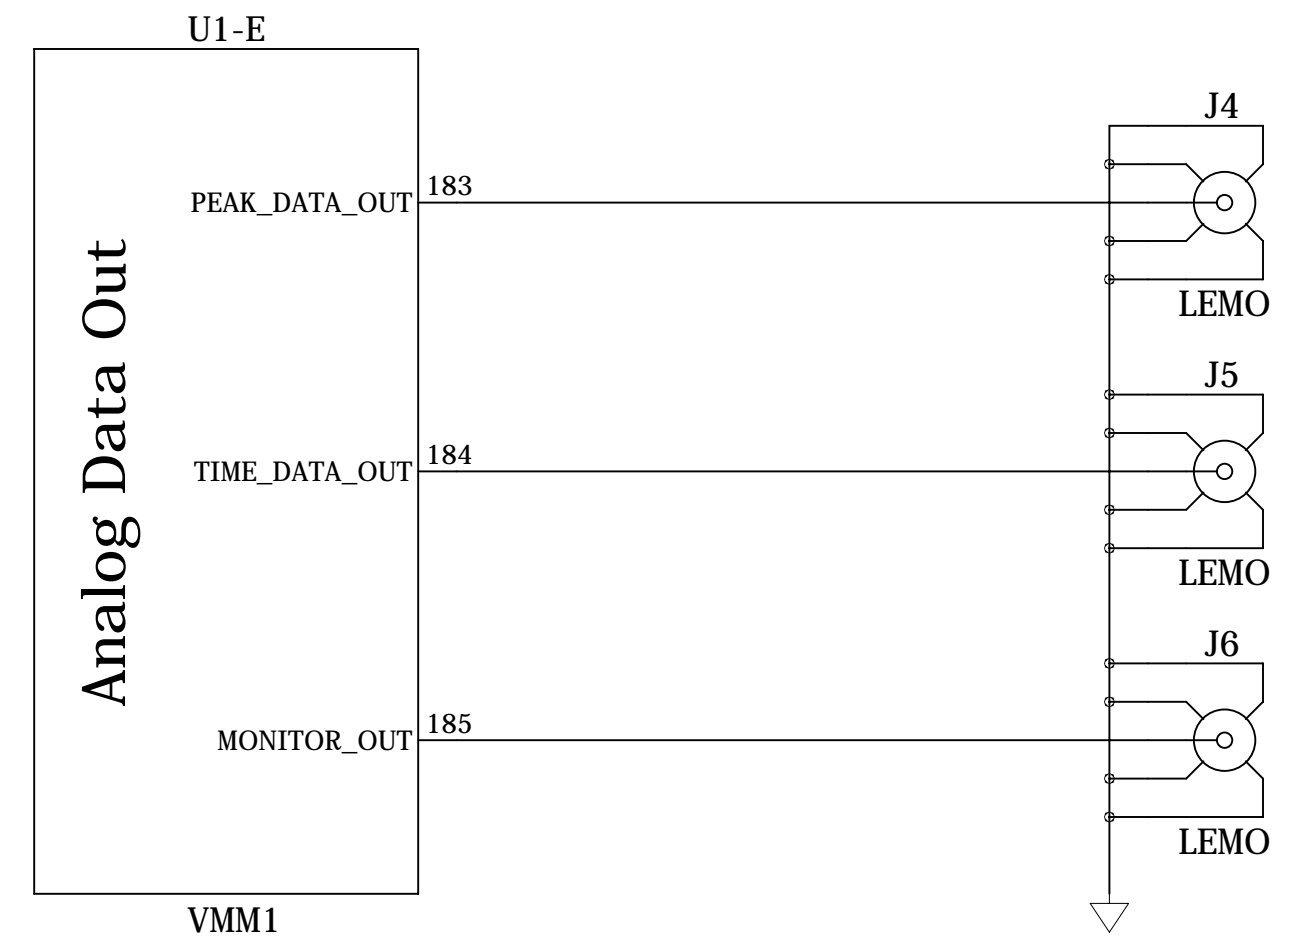 U1-E
Analog Data Out
PEAK_DATA_OUT 183
TIME_DATA_OUT 184
MONITOR_OUT 185
VMM1
J4
LEMO
J5
LEMO
J6
LEMO